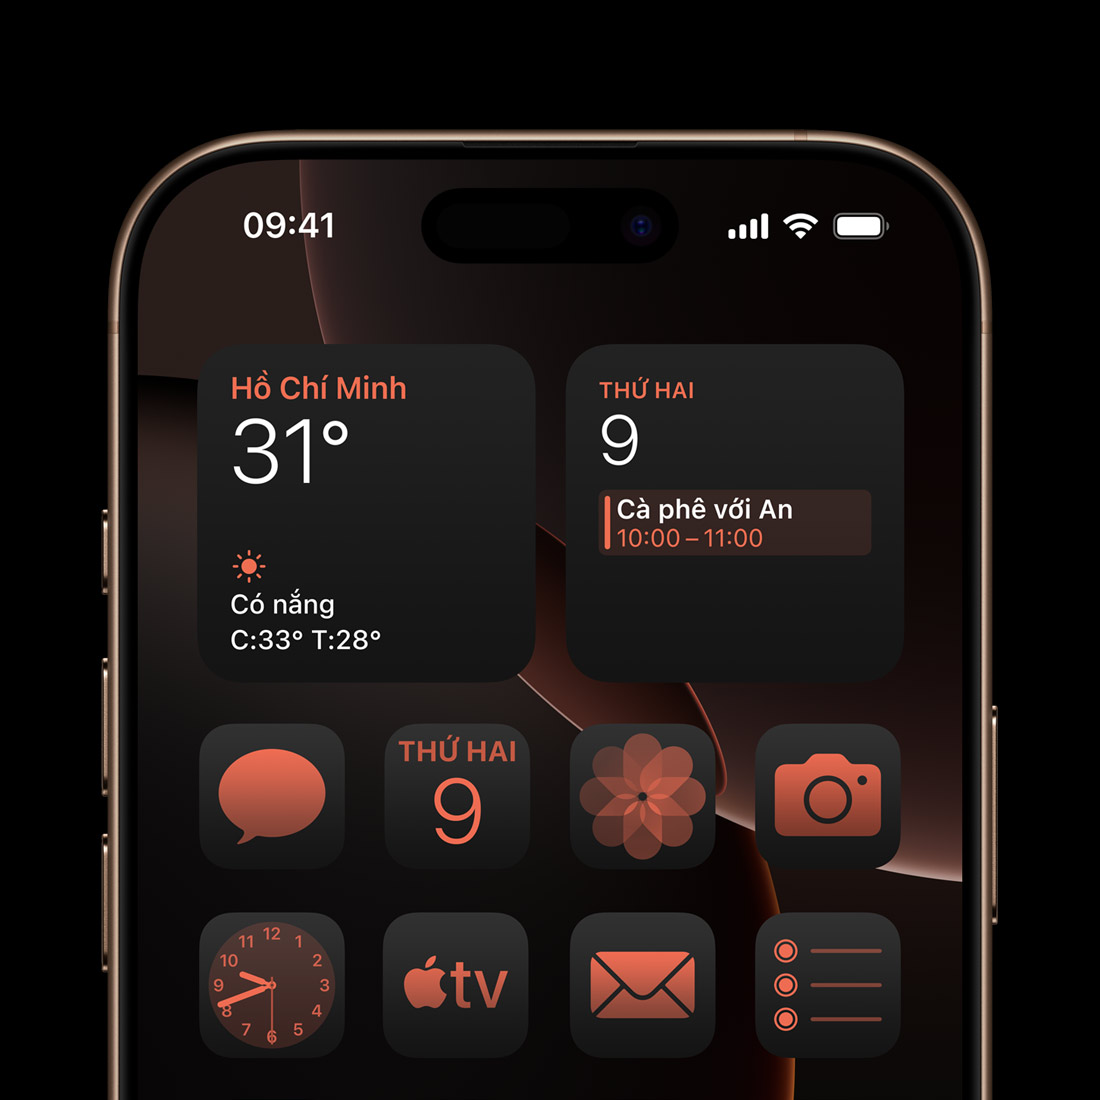 09:41
Hồ Chí Minh
31°
Có nắng
C:33° T:28°
THỨ HAI
9
Cà phê với An
10:00 – 11:00
THỨ HAI
9
12
1
2
3
4
5
6
7
8
9
10
11
tv